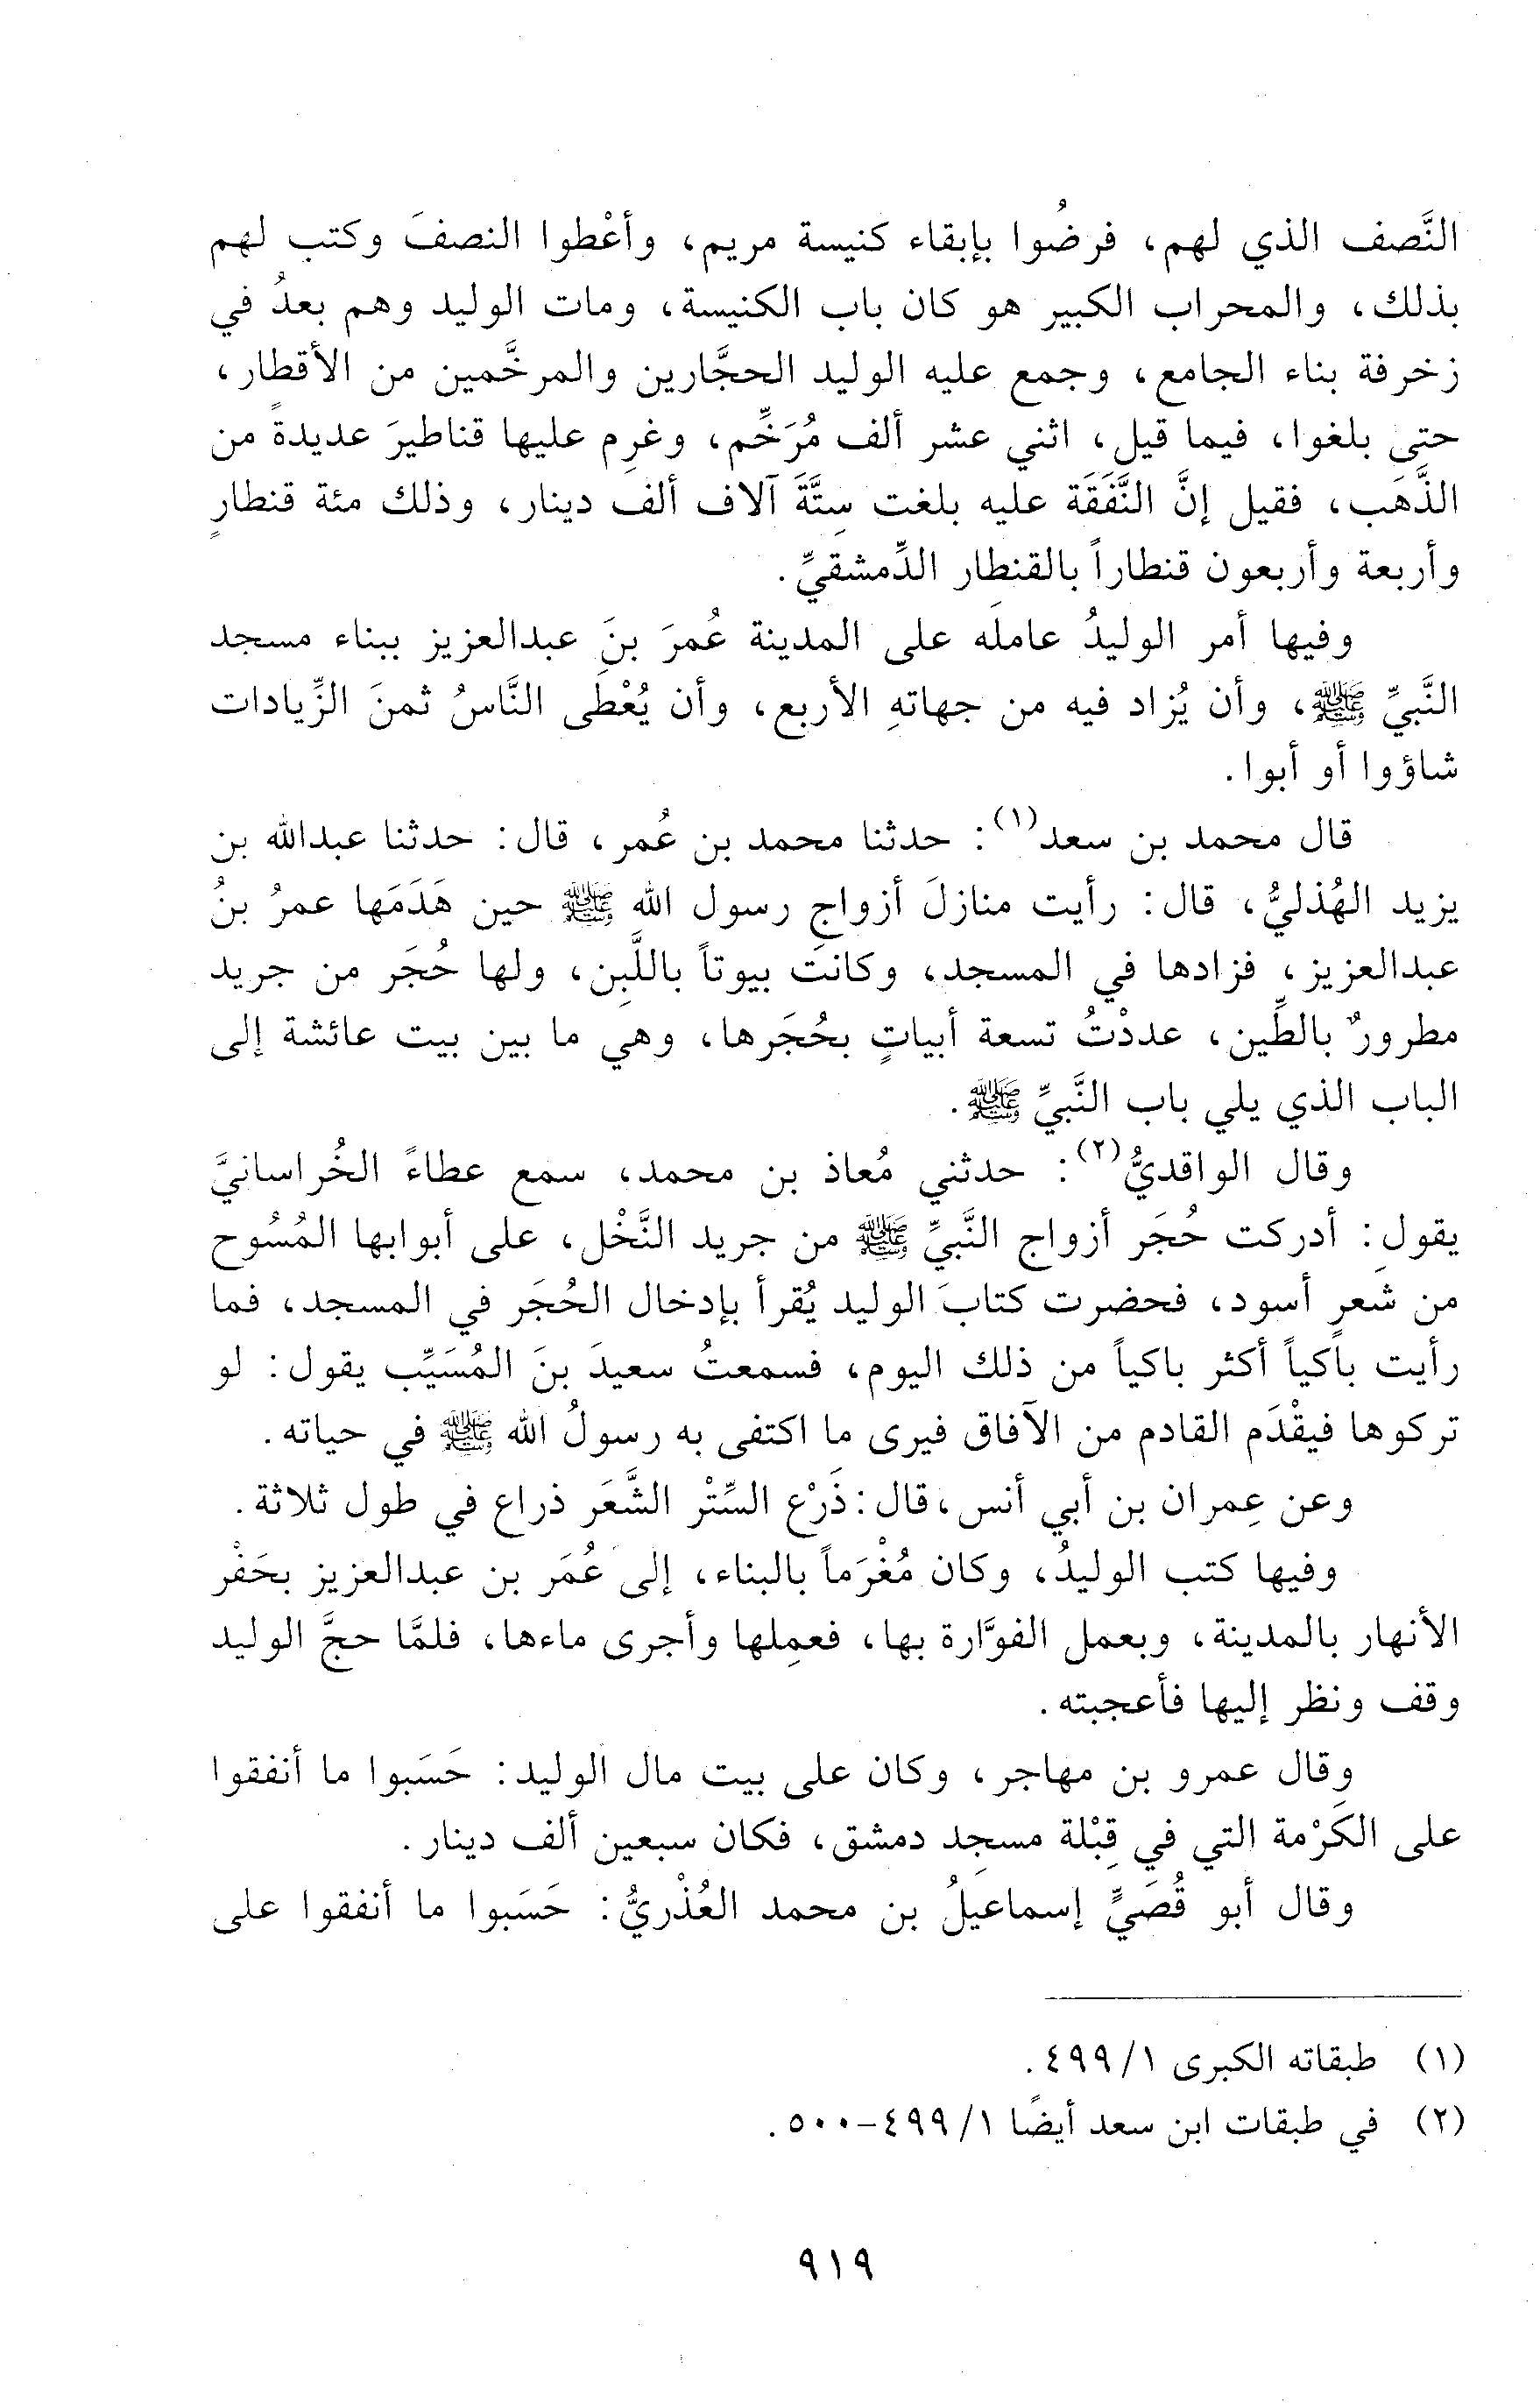 النَّصف الذي لهم، فرضُوا بإبقاء كنيسة مريم، وأعْطوا النصفَ وكتب لهم
بذلك، والمحراب الكبير هو كان باب الكنيسة، ومات الوليد وهم بعدُ في
زخرفة بناء الجامع، وجمع عليه الوليد الحجَّارين والمرخَّمين من الأقطار،
حتى بلغوا، فيما قيل، اثني عشر ألف مُرَخِّم، وغرِم عليها قناطيرَ عديدةً من
الذَّهَب، فقيل إنَّ النَّفَقَة عليه بلغت سِتَّةَ آلاف ألف دينار، وذلك مئة قنطارٍ
وأربعة وأربعون قنطاراً بالقنطار الدِّمشقيِّ.
وفيها أمر الوليدُ عاملَه على المدينة عُمرَ بنَ عبدالعزيز ببناء مسجد
النَّبيِّ ﷺ، وأن يُزاد فيه من جهاتهِ الأربع، وأن يُعْطَى النَّاسُ ثمنَ الزِّيادات
شاؤوا أو أبوا.
قال محمد بن سعد(١): حدثنا محمد بن عُمر، قال: حدثنا عبدالله بن
يزيد الهُذليُّ، قال: رأيت منازلَ أزواجِ رسول الله ﷺ حين هَدَمَها عمرُ بنُ
عبدالعزيز، فزادها في المسجد، وكانت بيوتاً باللَّبِن، ولها حُجَر من جريد
مطرورٌ بالطِّين، عددْتُ تسعة أبياتٍ بحُجَرها، وهي ما بين بيت عائشة إلى
الباب الذي يلي باب النَّبيِّ ﷺ.
وقال الواقديُّ(٢): حدثني مُعاذ بن محمد، سمع عطاءً الخُراسانيَّ
يقول: أدركت حُجَر أزواج النَّبيِّ ﷺ من جريد النَّخْل، على أبوابها المُسُوح
من شَعرٍ أسود، فحضرت كتابَ الوليد يُقرأ بإدخال الحُجَر في المسجد، فما
رأيت باكياً أكثر باكياً من ذلك اليوم، فسمعتُ سعيدَ بنَ المُسَيِّب يقول: لو
تركوها فيقْدَم القادم من الآفاق فيرى ما اكتفى به رسولُ الله ﷺ في حياته.
وعن عِمران بن أبي أنس، قال: ذَرْع السِّتْر الشَّعَر ذراع في طول ثلاثة.
وفيها كتب الوليدُ، وكان مُغْرَماً بالبناء، إلى عُمَر بن عبدالعزيز بحَفْر
الأنهار بالمدينة، وبعمل الفوَّارة بها، فعمِلها وأجرى ماءها، فلمَّا حجَّ الوليد
وقف ونظر إليها فأعجبته.
وقال عمرو بن مهاجر، وكان على بيت مال الوليد: حَسَبوا ما أنفقوا
على الكَرْمة التي في قِبْلة مسجد دمشق، فكان سبعين ألف دينار.
وقال أبو قُصَيٍّ إسماعيلُ بن محمد العُذْريُّ: حَسَبوا ما أنفقوا على
(١) طبقاته الكبرى ١/ ٤٩٩.
(٢) في طبقات ابن سعد أيضًا ١/ ٤٩٩-٥٠٠.
٩١٩